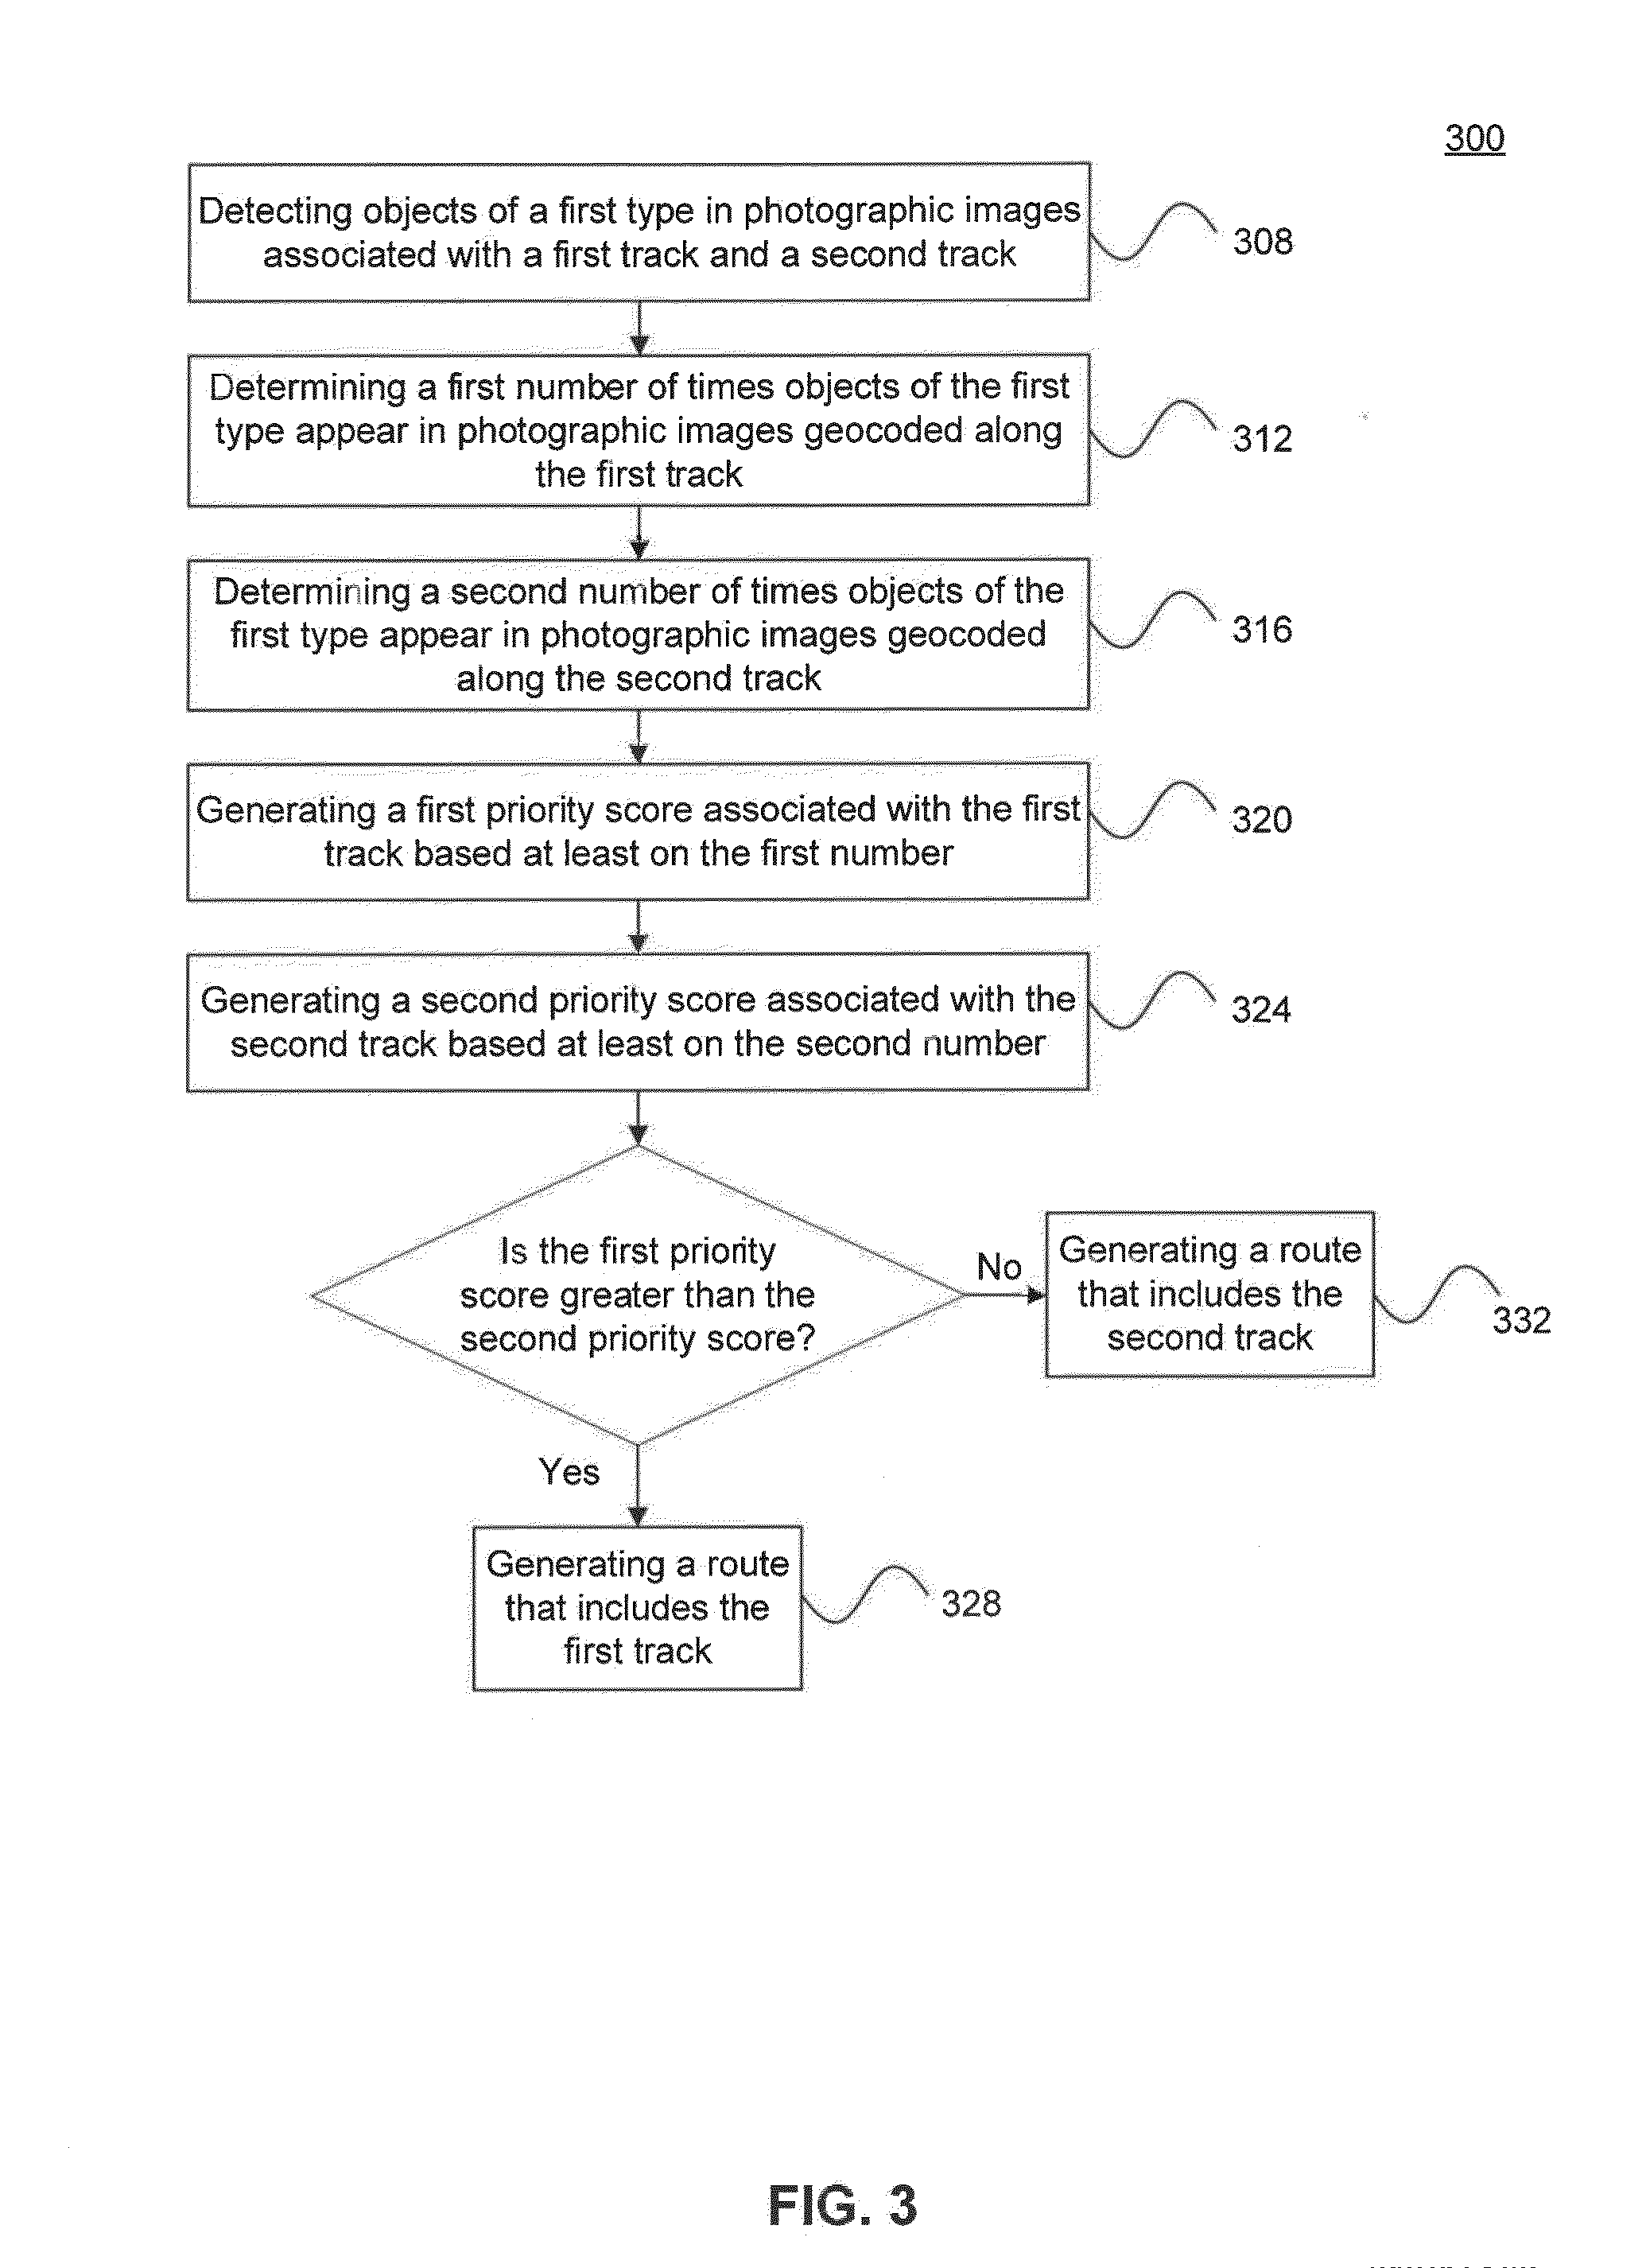 300
Detecting objects of a first type in photographic images
associated with a first track and a second track
308
Determining a first number of times objects of the first
type appear in photographic images geocoded along
the first track
312
Determining a second number of times objects of the
first type appear in photographic images geocoded
along the second track
316
Generating a first priority score associated with the first
track based at least on the first number
320
Generating a second priority score associated with the
second track based at least on the second number
324
Is the first priority
score greater than the
second priority score?
No
Generating a route
that includes the
second track
332
Yes
Generating a route
that includes the
first track
328
FIG. 3